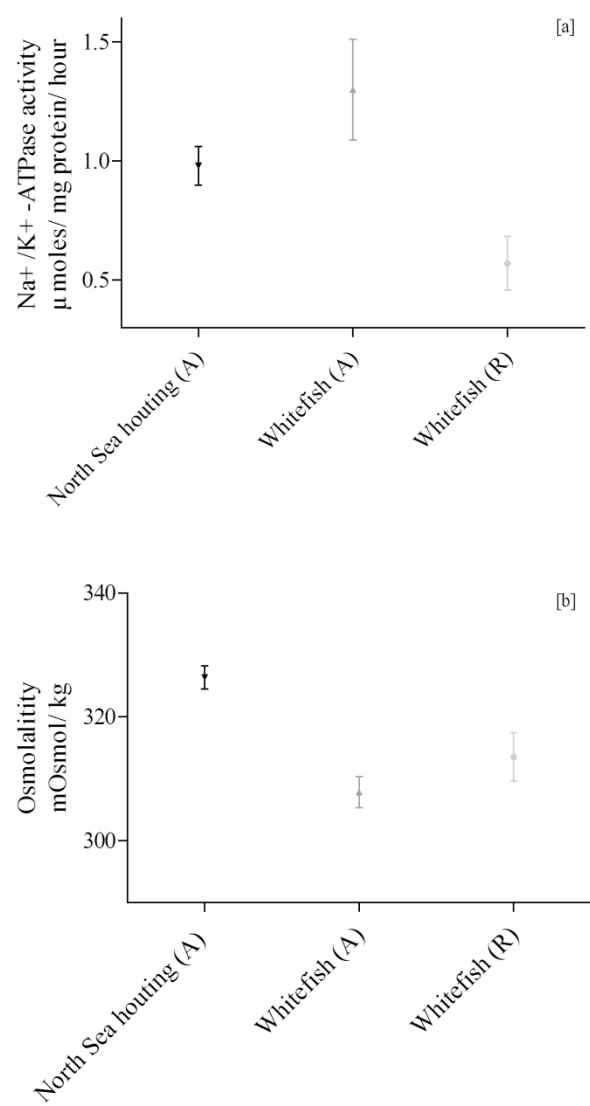 [a]
Na+ /K+ -ATPase activity
µ moles/ mg protein/ hour
1.5
1.0
0.5
North Sea houting (A)
Whitefish (A)
Whitefish (R)
[b]
Osmolalitity
mOsmol/ kg
340
320
300
North Sea houting (A)
Whitefish (A)
Whitefish (R)